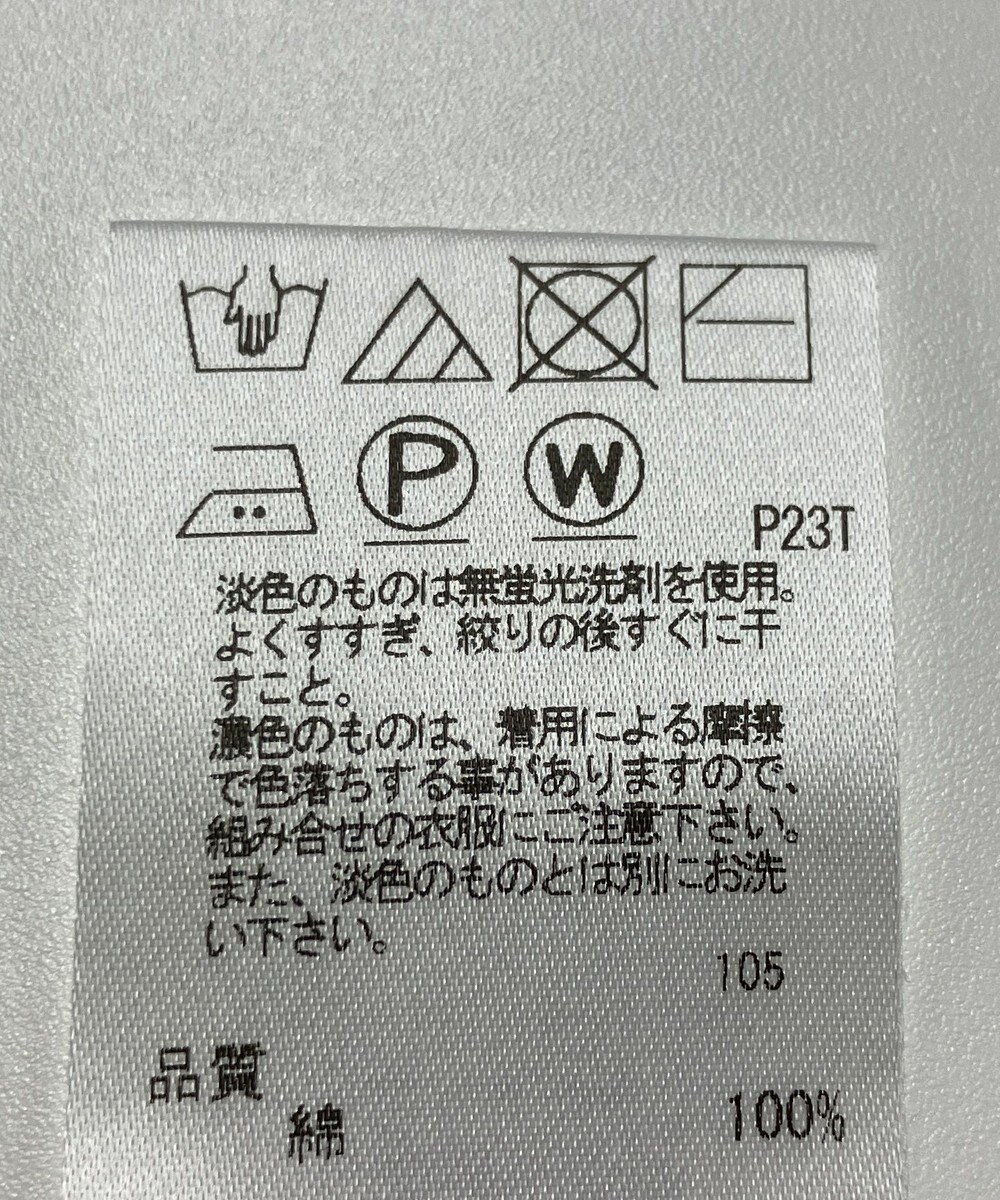 P
W
P23T
淡色のものは無蛍光洗剤を使用。
よくすすぎ、絞りの後すぐに干
すこと。
濃色のものは、着用による摩擦
で色落ちする事がありますので、
組み合せの衣服にご注意下さい。
また、淡色のものとは別にお洗
い下さい。
105
品質
綿 100%